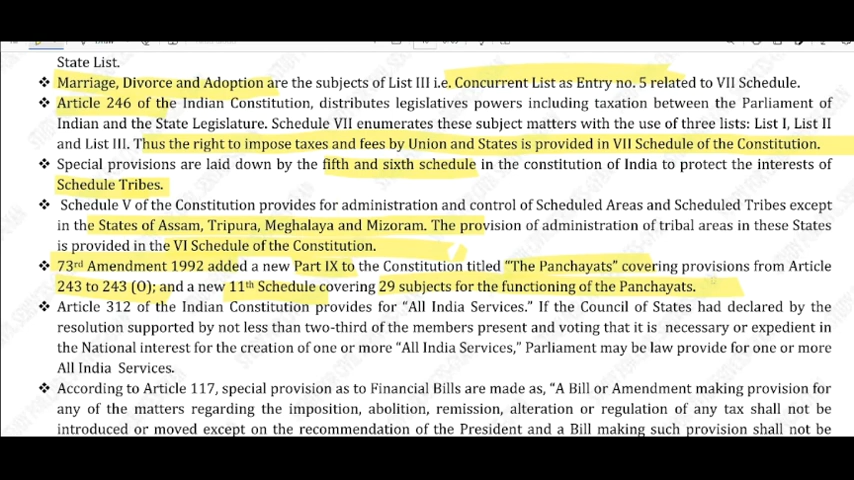 State List.
❖ Marriage, Divorce and Adoption are the subjects of List III i.e. Concurrent List as Entry no. 5 related to VII Schedule.
❖ Article 246 of the Indian Constitution, distributes legislatives powers including taxation between the Parliament of
Indian and the State Legislature. Schedule VII enumerates these subject matters with the use of three lists: List I, List II
and List III. Thus the right to impose taxes and fees by Union and States is provided in VII Schedule of the Constitution.
❖ Special provisions are laid down by the fifth and sixth schedule in the constitution of India to protect the interests of
Schedule Tribes.
❖ Schedule V of the Constitution provides for administration and control of Scheduled Areas and Scheduled Tribes except
in the States of Assam, Tripura, Meghalaya and Mizoram. The provision of administration of tribal areas in these States
is provided in the VI Schedule of the Constitution.
❖ 73rd Amendment 1992 added a new Part IX to the Constitution titled “The Panchayats” covering provisions from Article
243 to 243 (O); and a new 11th Schedule covering 29 subjects for the functioning of the Panchayats.
❖ Article 312 of the Indian Constitution provides for “All India Services.” If the Council of States had declared by the
resolution supported by not less than two-third of the members present and voting that it is necessary or expedient in
the National interest for the creation of one or more “All India Services,” Parliament may be law provide for one or more
All India Services.
❖ According to Article 117, special provision as to Financial Bills are made as, “A Bill or Amendment making provision for
any of the matters regarding the imposition, abolition, remission, alteration or regulation of any tax shall not be
introduced or moved except on the recommendation of the President and a Bill making such provision shall not be